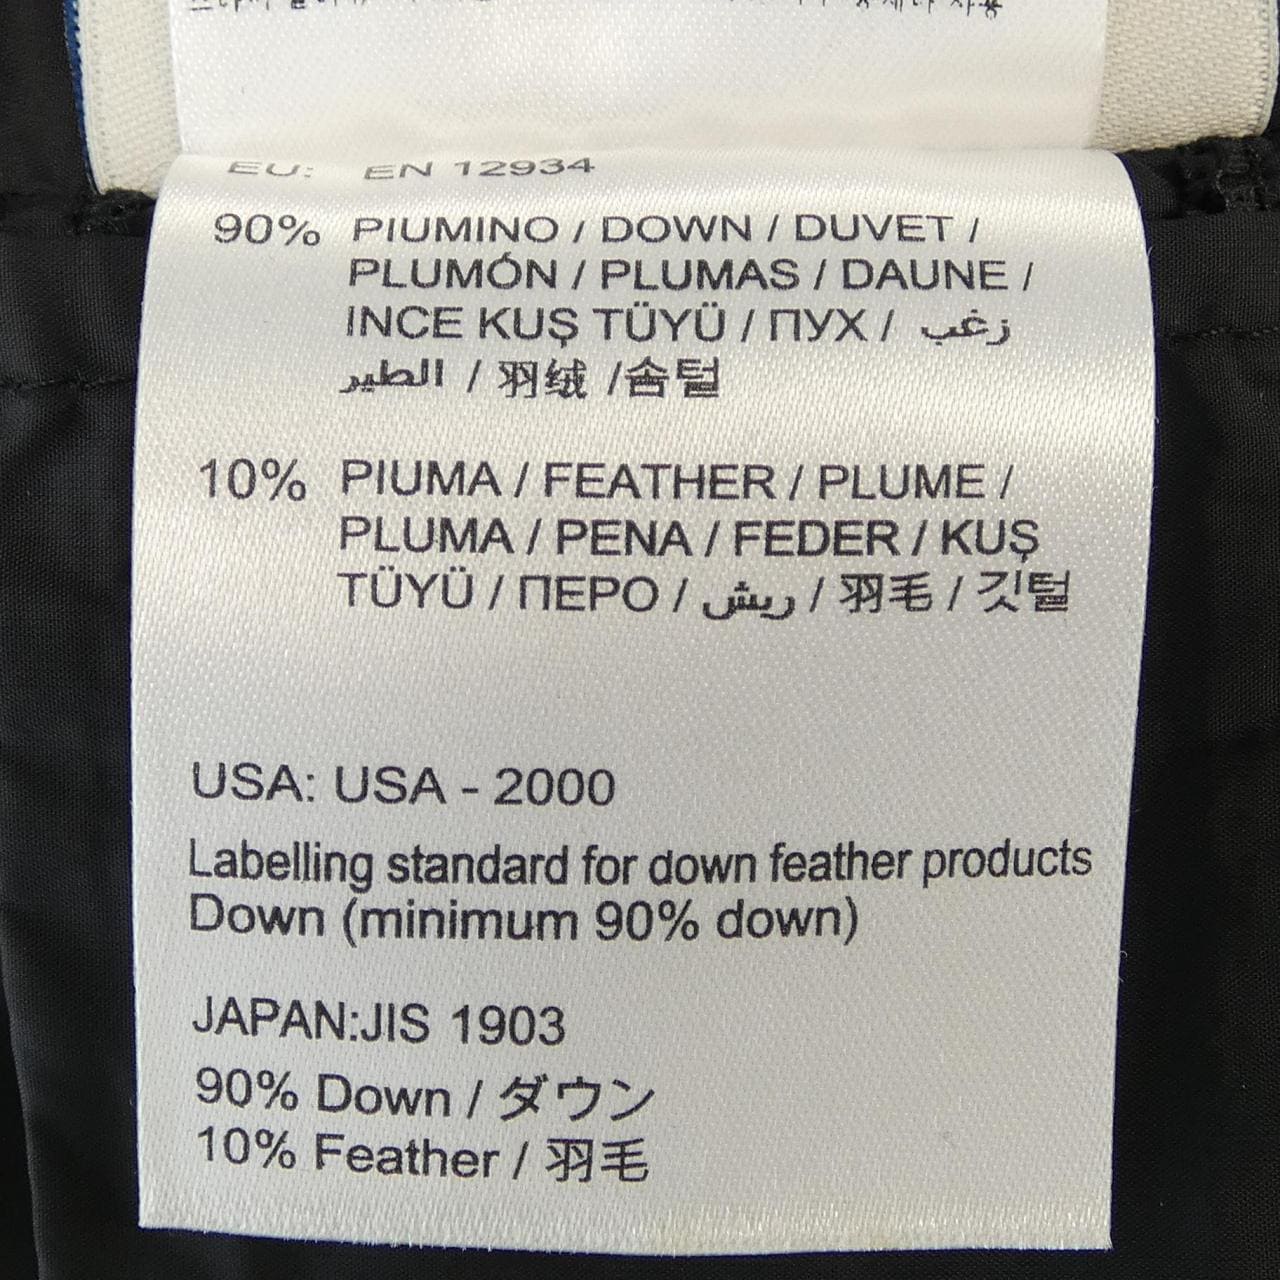 EU: EN 12934
90% PIUMINO / DOWN / DUVET /
PLUMÓN / PLUMAS / DAUNE /
INCE KUŞ TÜYÜ / ПУХ / زغب
الطير / 羽绒 /솜털
10% PIUMA / FEATHER / PLUME /
PLUMA / PENA / FEDER / KUŞ
TÜYÜ / ПЕРО / ريش / 羽毛 / 깃털
USA: USA - 2000
Labelling standard for down feather products
Down (minimum 90% down)
JAPAN:JIS 1903
90% Down / ダウン
10% Feather / 羽毛